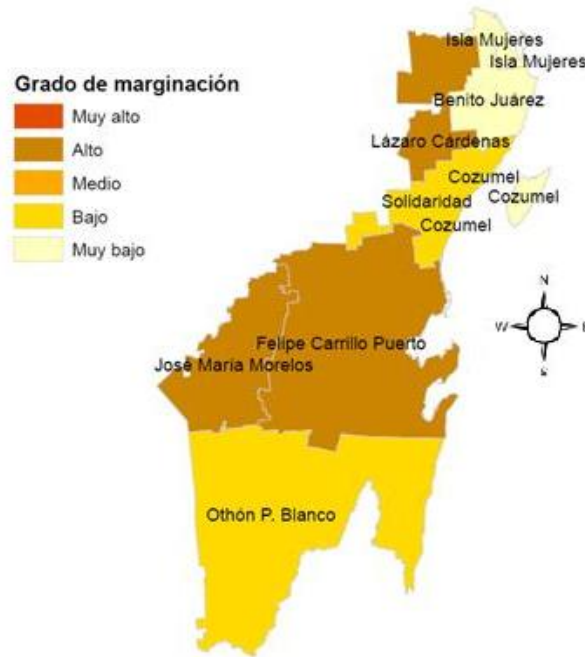 Grado de marginación
Muy alto
Alto
Medio
Bajo
Muy bajo
Isla Mujeres
Isla Mujeres
Benito Juárez
Lázaro Cárdenas
Cozumel
Cozumel
Solidaridad
Cozumel
Felipe Carrillo Puerto
José María Morelos
Othón P. Blanco
N
W
E
S